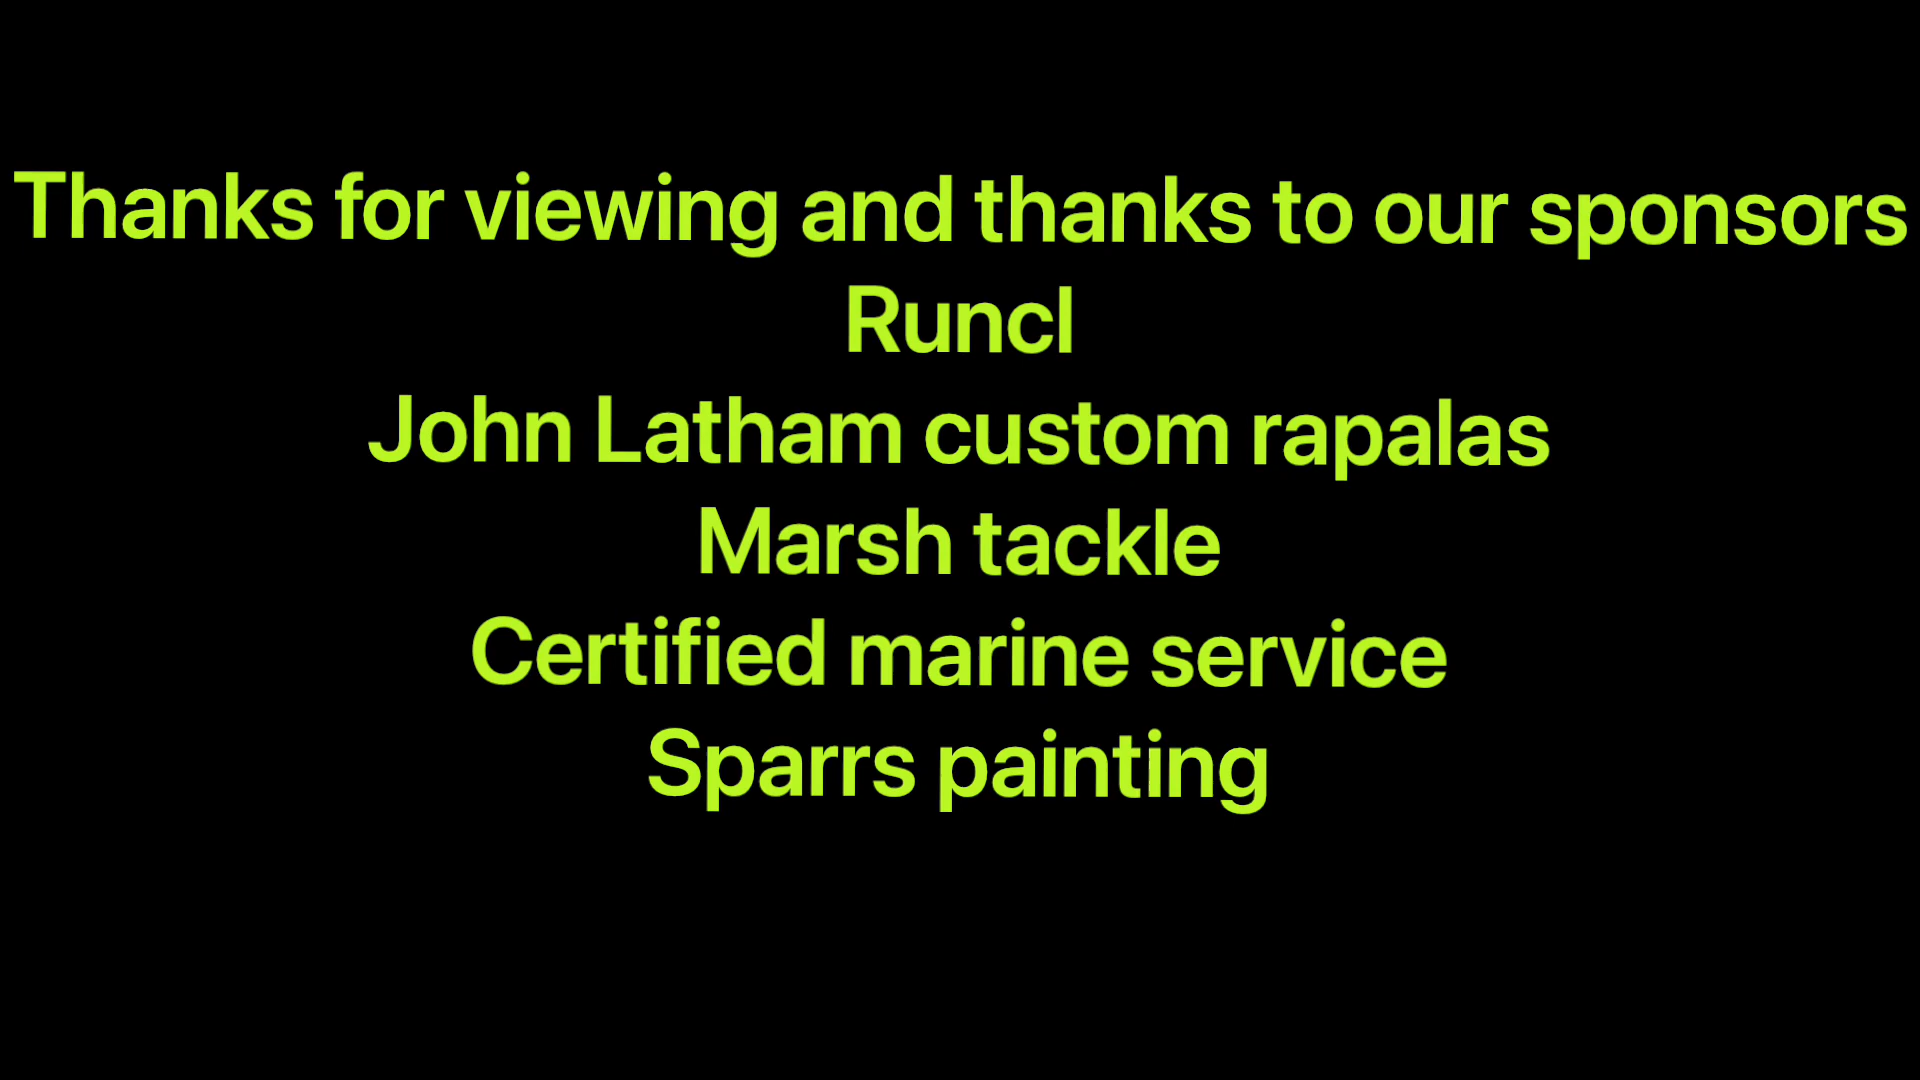 Thanks for viewing and thanks to our sponsors
Runcl
John Latham custom rapalas
Marsh tackle
Certified marine service
Sparrs painting